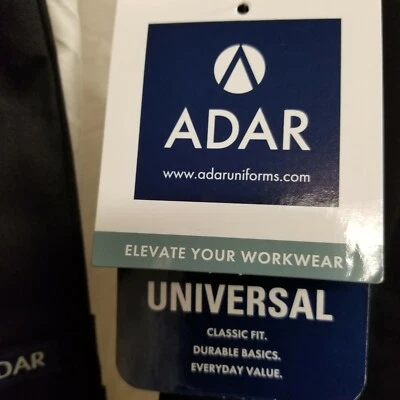 ADAR
www.adaruniforms.com
ELEVATE YOUR WORKWEAR
UNIVERSAL
CLASSIC FIT.
DURABLE BASICS.
EVERYDAY VALUE.
DAR